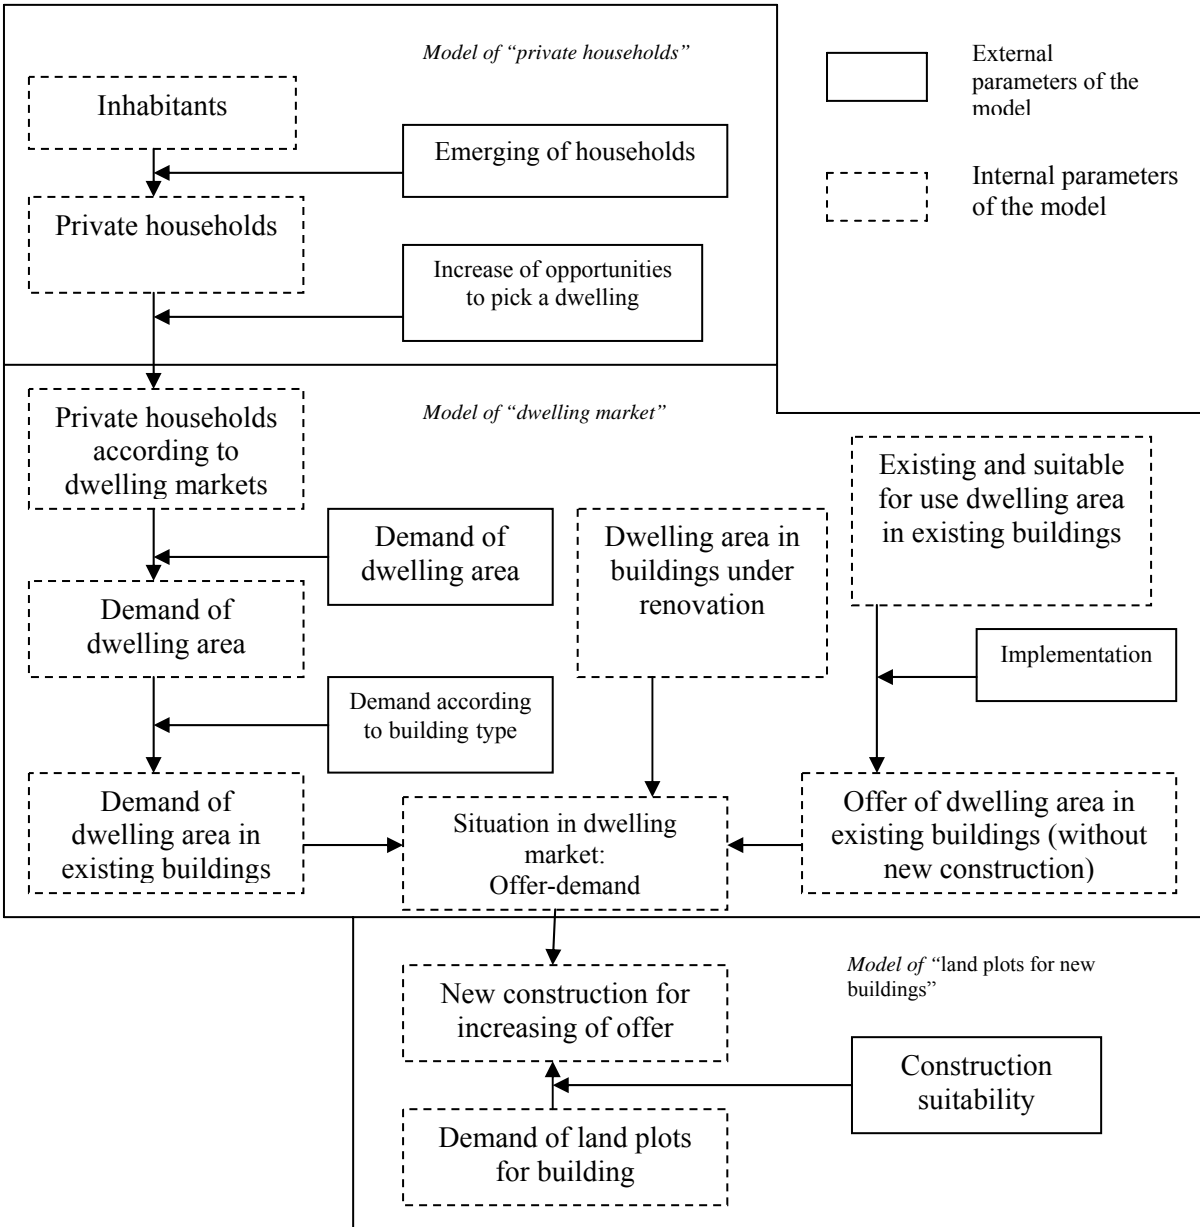 Model of “private households”
Inhabitants
Emerging of households
Private households
Increase of opportunities
to pick a dwelling
External
parameters of the
model
Internal parameters
of the model
Model of “dwelling market”
Private households
according to
dwelling markets
Demand of
dwelling area
Demand of
dwelling area
Demand according
to building type
Demand of
dwelling area in
existing buildings
Dwelling area in
buildings under
renovation
Existing and suitable
for use dwelling area
in existing buildings
Implementation
Situation in dwelling
market:
Offer-demand
Offer of dwelling area in
existing buildings (without
new construction)
Model of “land plots for new
buildings”
New construction for
increasing of offer
Construction
suitability
Demand of land plots
for building